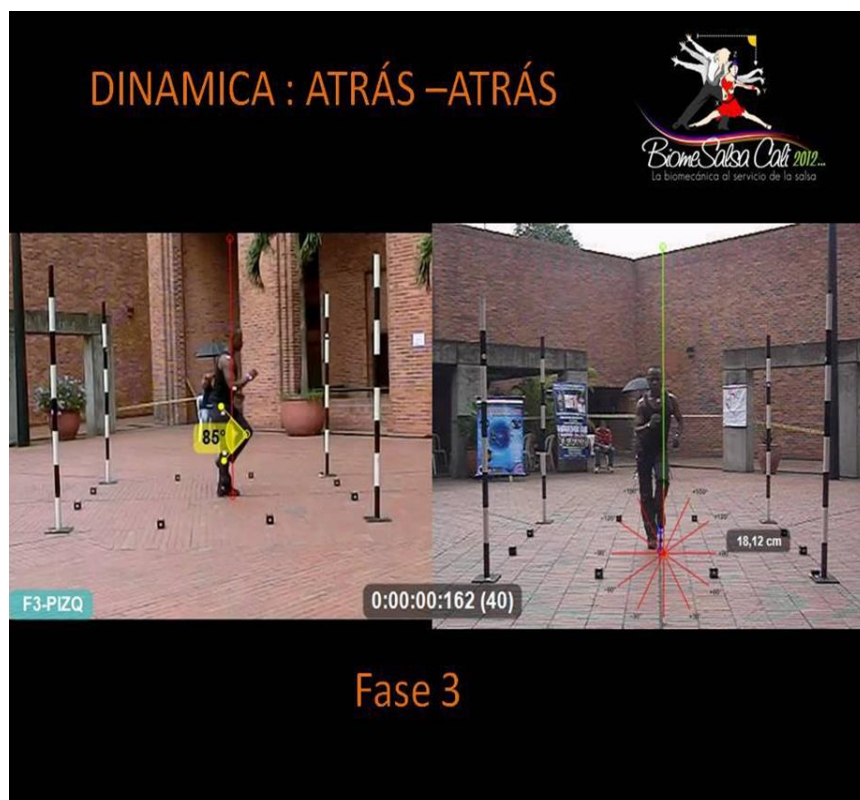 DINAMICA : ATRÁS –ATRÁS
BiomeSalsa Cali 2012...
La biomecánica al servicio de la salsa
85°
18,12 cm
F3-PIZQ
0:00:00:162 (40)
Fase 3